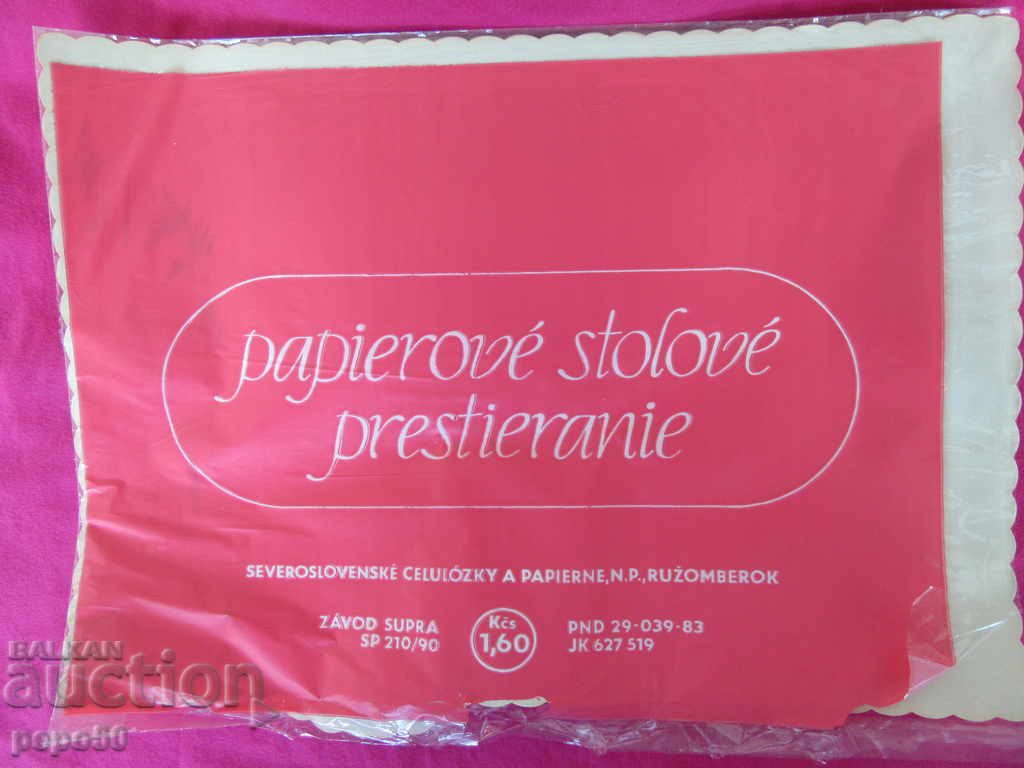 papierové stolové
prestieranie
SEVEROSLOVENSKÉ CELULÓZKY A PAPIERNE, N.P., RUŽOMBEROK
ZÁVOD SUPRA
SP 210/90
Kčs
1,60
PND 29-039-83
JK 627 519
BALKAN
auction
popo50